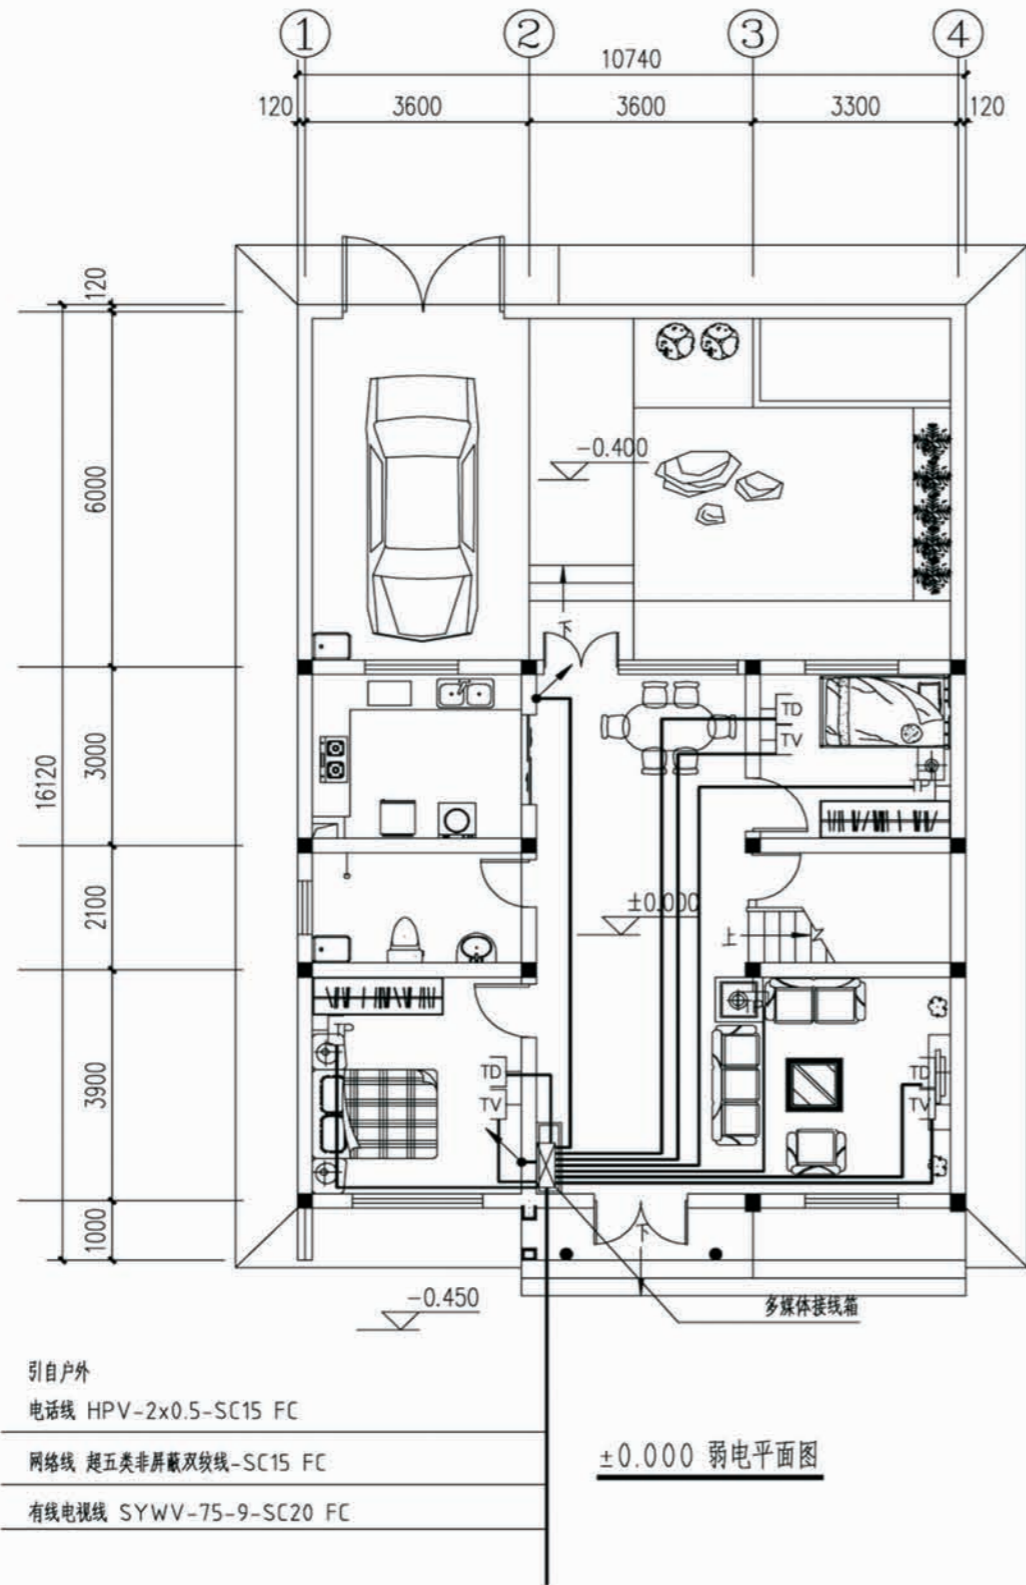 1 2 3 4
10740
120 3600 3600 3300 120
120
6000
-0.400
下
TD
TV
3000
16120
TP
2100
±0.000
上
TP
TP
3900
TD
TV
TD
TV
1000
下
-0.450
多媒体接线箱
引自户外
电话线 HPV-2x0.5-SC15 FC
网络线 超五类非屏蔽双绞线-SC15 FC
有线电视线 SYWV-75-9-SC20 FC
±0.000 弱电平面图